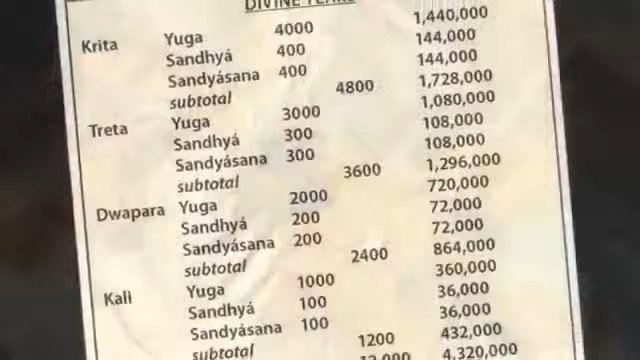 DIVINE YEARS
Krita Yuga 4000 1,440,000
Sandhyá 400 144,000
Sandyásana 400 144,000
subtotal 4800 1,728,000
Treta Yuga 3000 1,080,000
Sandhyá 300 108,000
Sandyásana 300 108,000
subtotal 3600 1,296,000
Dwapara Yuga 2000 720,000
Sandhyá 200 72,000
Sandyásana 200 72,000
subtotal 2400 864,000
Kali Yuga 1000 360,000
Sandhyá 100 36,000
Sandyásana 100 36,000
subtotal 1200 432,000
12,000 4,320,000